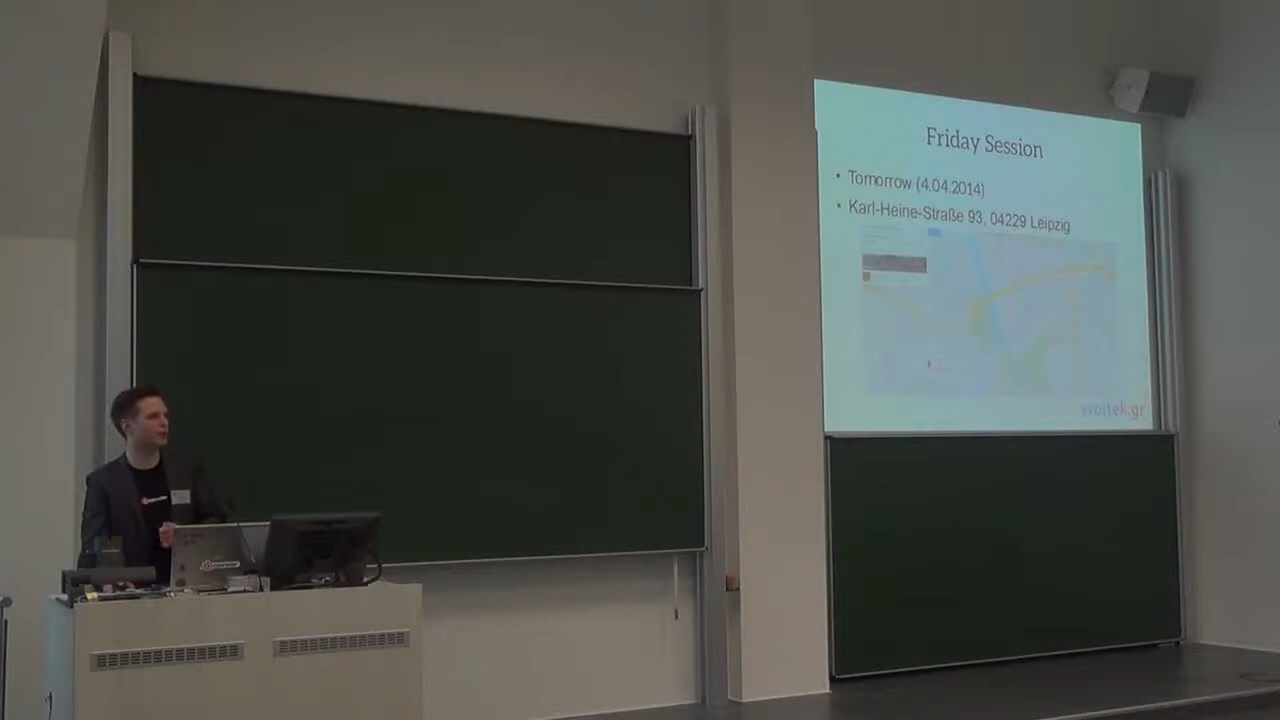 Friday Session
• Tomorrow (4.04.2014)
• Karl-Heine-Straße 93, 04229 Leipzig
woitek.gr